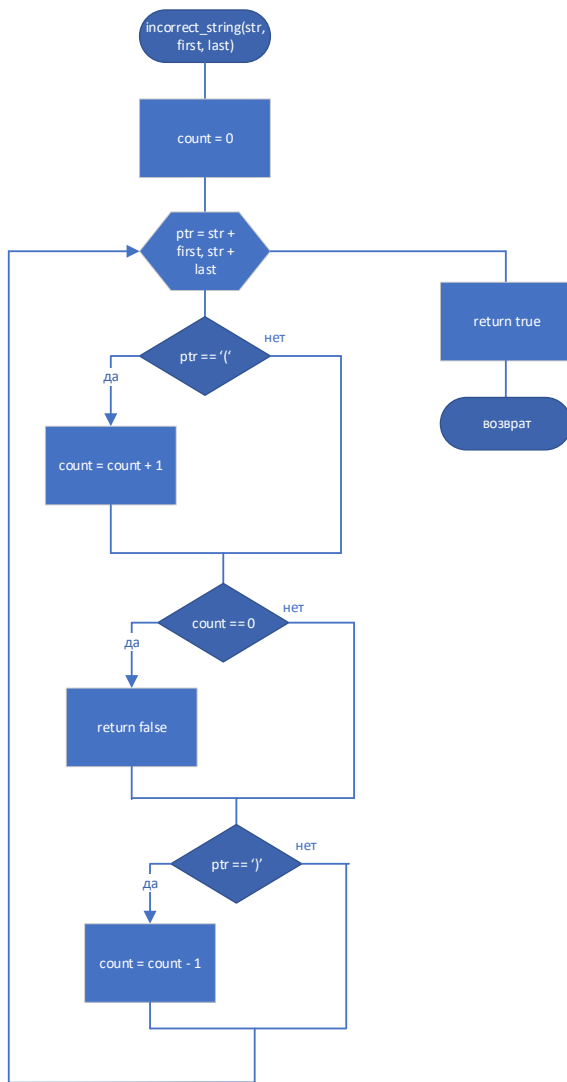 incorrect_string(str,
first, last)
count = 0
ptr = str +
first, str +
last
return true
возврат
ptr == ‘(‘
нет
да
count = count + 1
count == 0
нет
да
return false
ptr == ‘)’
нет
да
count = count - 1